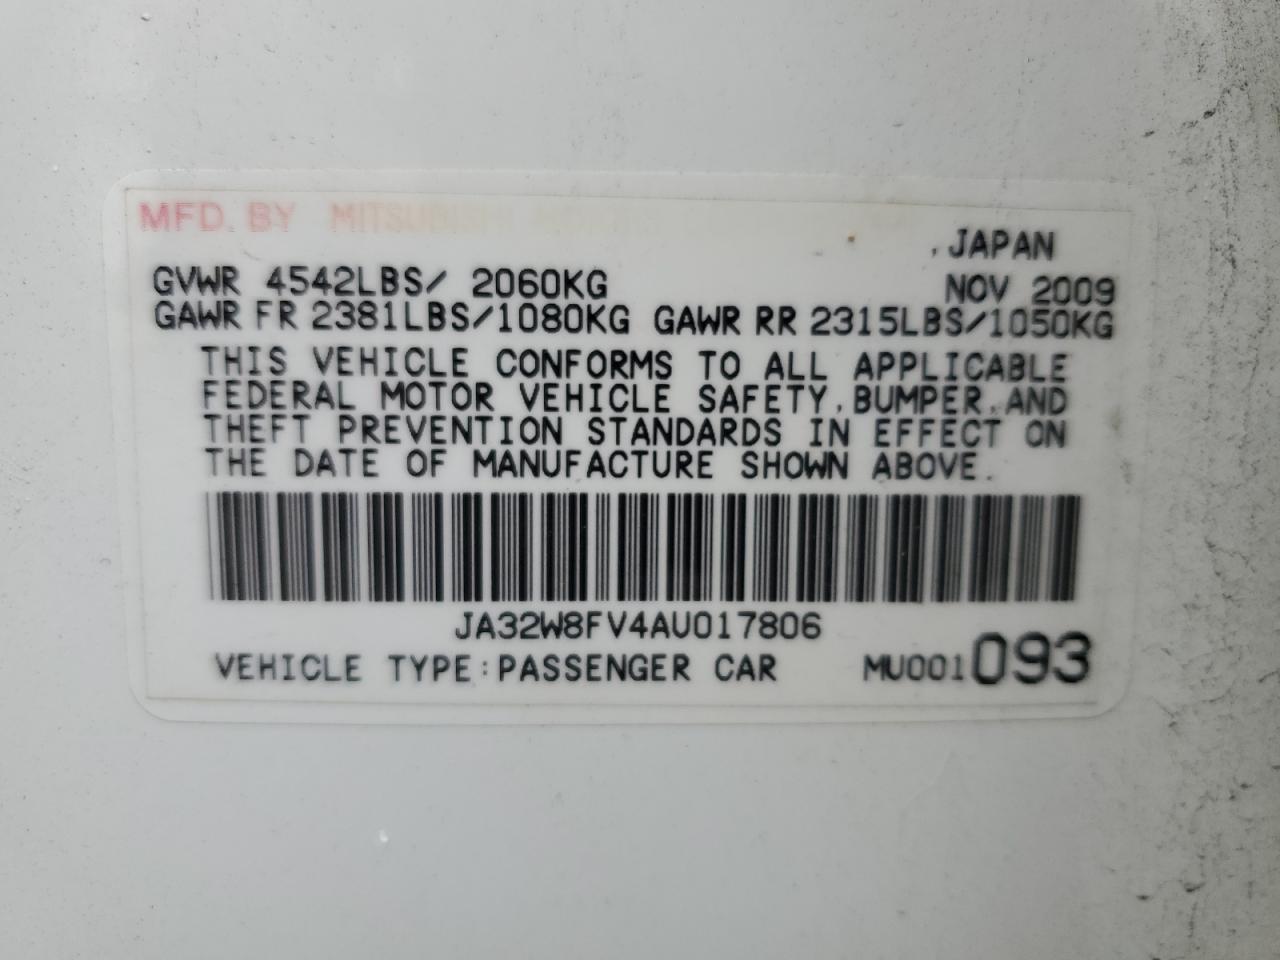 MFD. BY MITSUBISHI MOTORS
, JAPAN
GVWR 4542LBS/ 2060KG NOV 2009
GAWR FR 2381LBS/1080KG GAWR RR 2315LBS/1050KG
THIS VEHICLE CONFORMS TO ALL APPLICABLE
FEDERAL MOTOR VEHICLE SAFETY, BUMPER, AND
THEFT PREVENTION STANDARDS IN EFFECT ON
THE DATE OF MANUFACTURE SHOWN ABOVE.
JA32W8FV4AU017806
VEHICLE TYPE:PASSENGER CAR MU001093